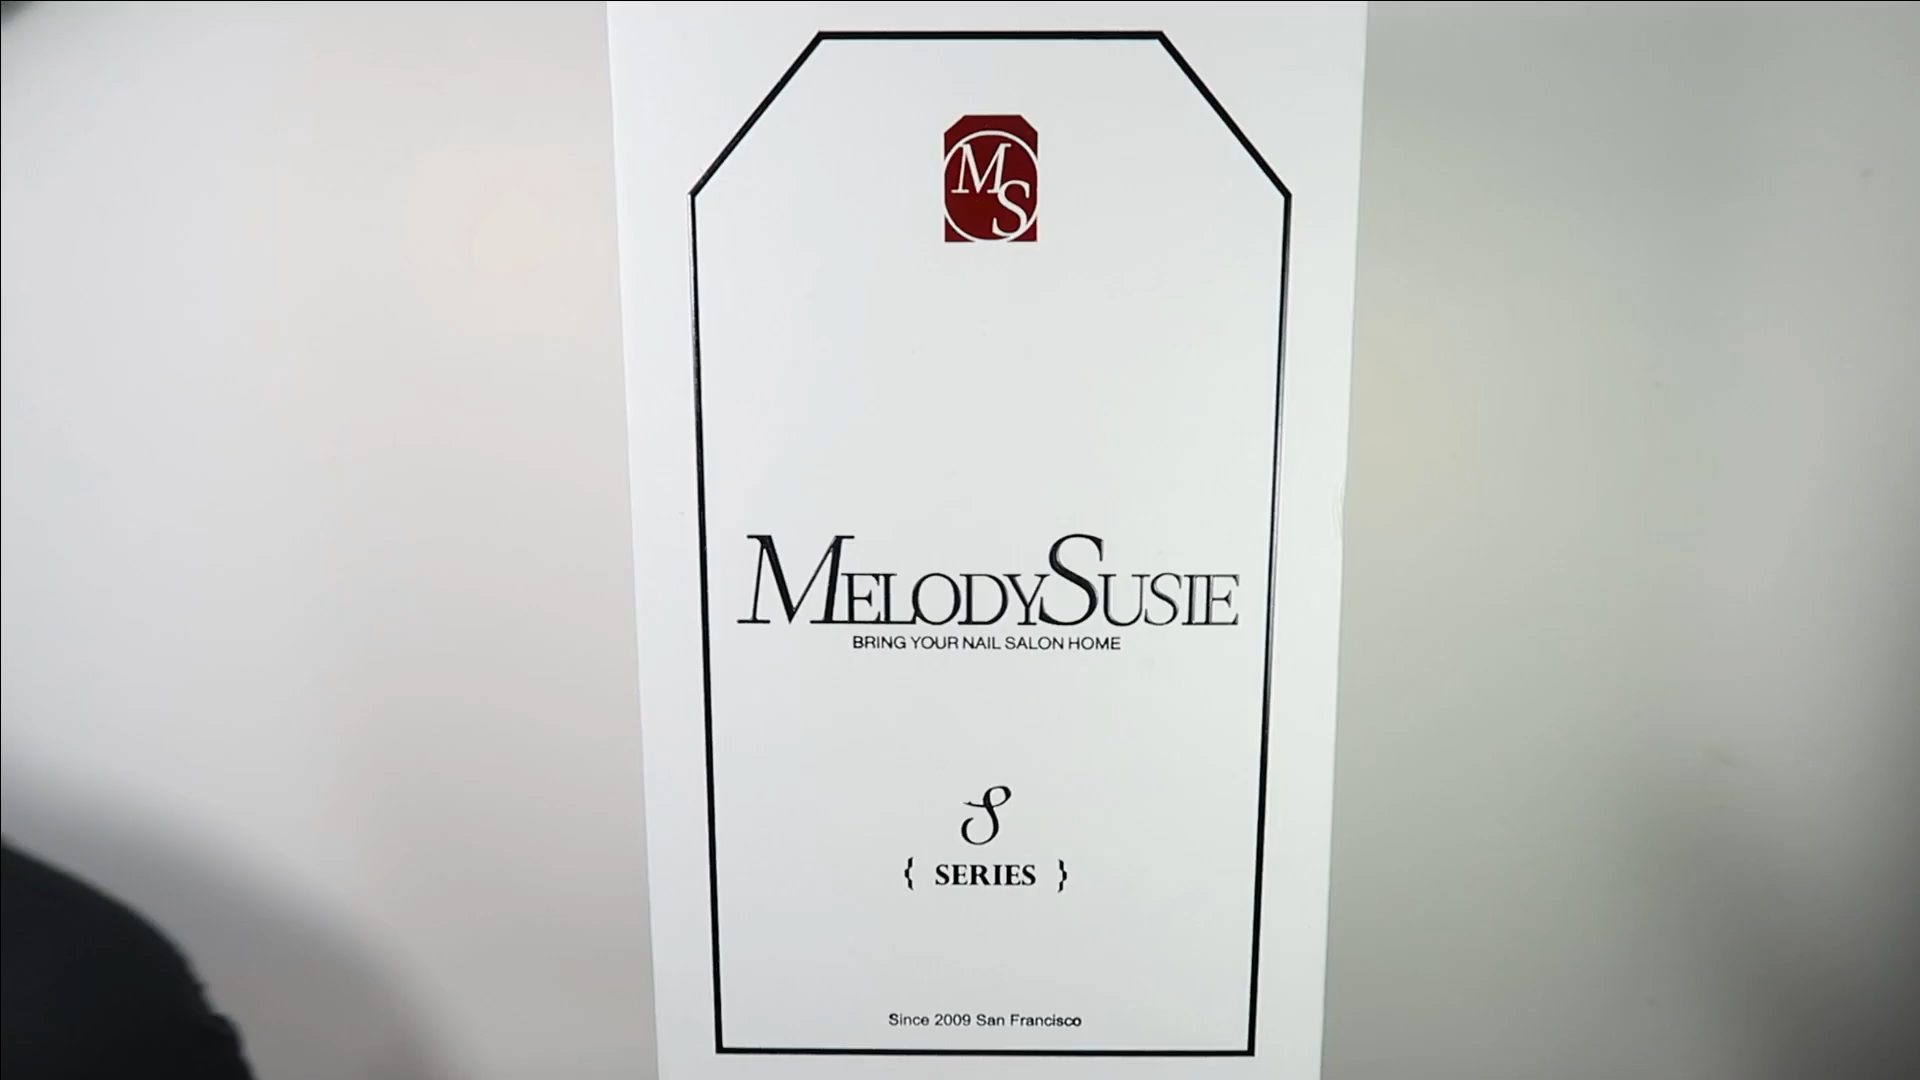 MS
MELODYSUSIE
BRING YOUR NAIL SALON HOME
S
{ SERIES }
Since 2009 San Francisco